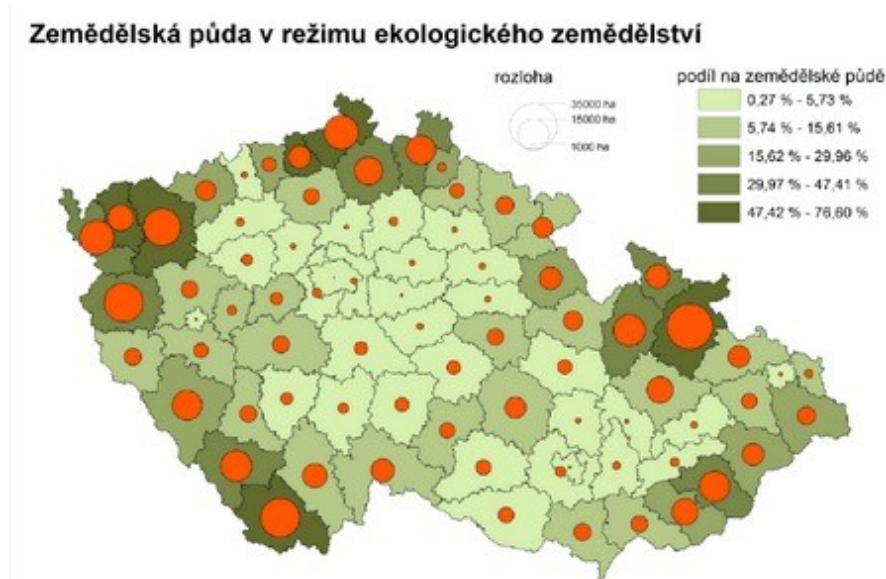 Zemědělská půda v režimu ekologického zemědělství
rozloha
35000 ha
15000 ha
1000 ha
podíl na zemědělské půdě
0,27 % - 5,73 %
5,74 % - 15,61 %
15,62 % - 29,96 %
29,97 % - 47,41 %
47,42 % - 76,60 %